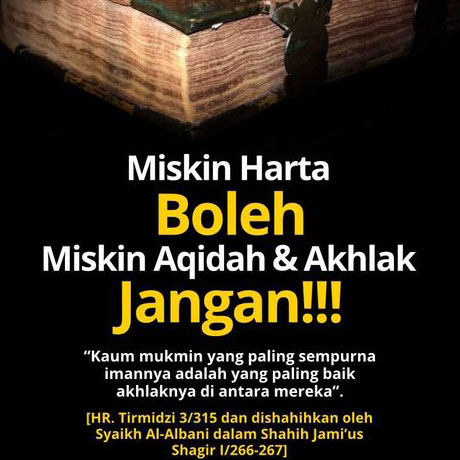 Miskin Harta
Boleh
Miskin Aqidah & Akhlak
Jangan!!!
“Kaum mukmin yang paling sempurna
imannya adalah yang paling baik
akhlaknya di antara mereka”.
[HR. Tirmidzi 3/315 dan dishahihkan oleh
Syaikh Al-Albani dalam Shahih Jami’us
Shagir I/266-267]